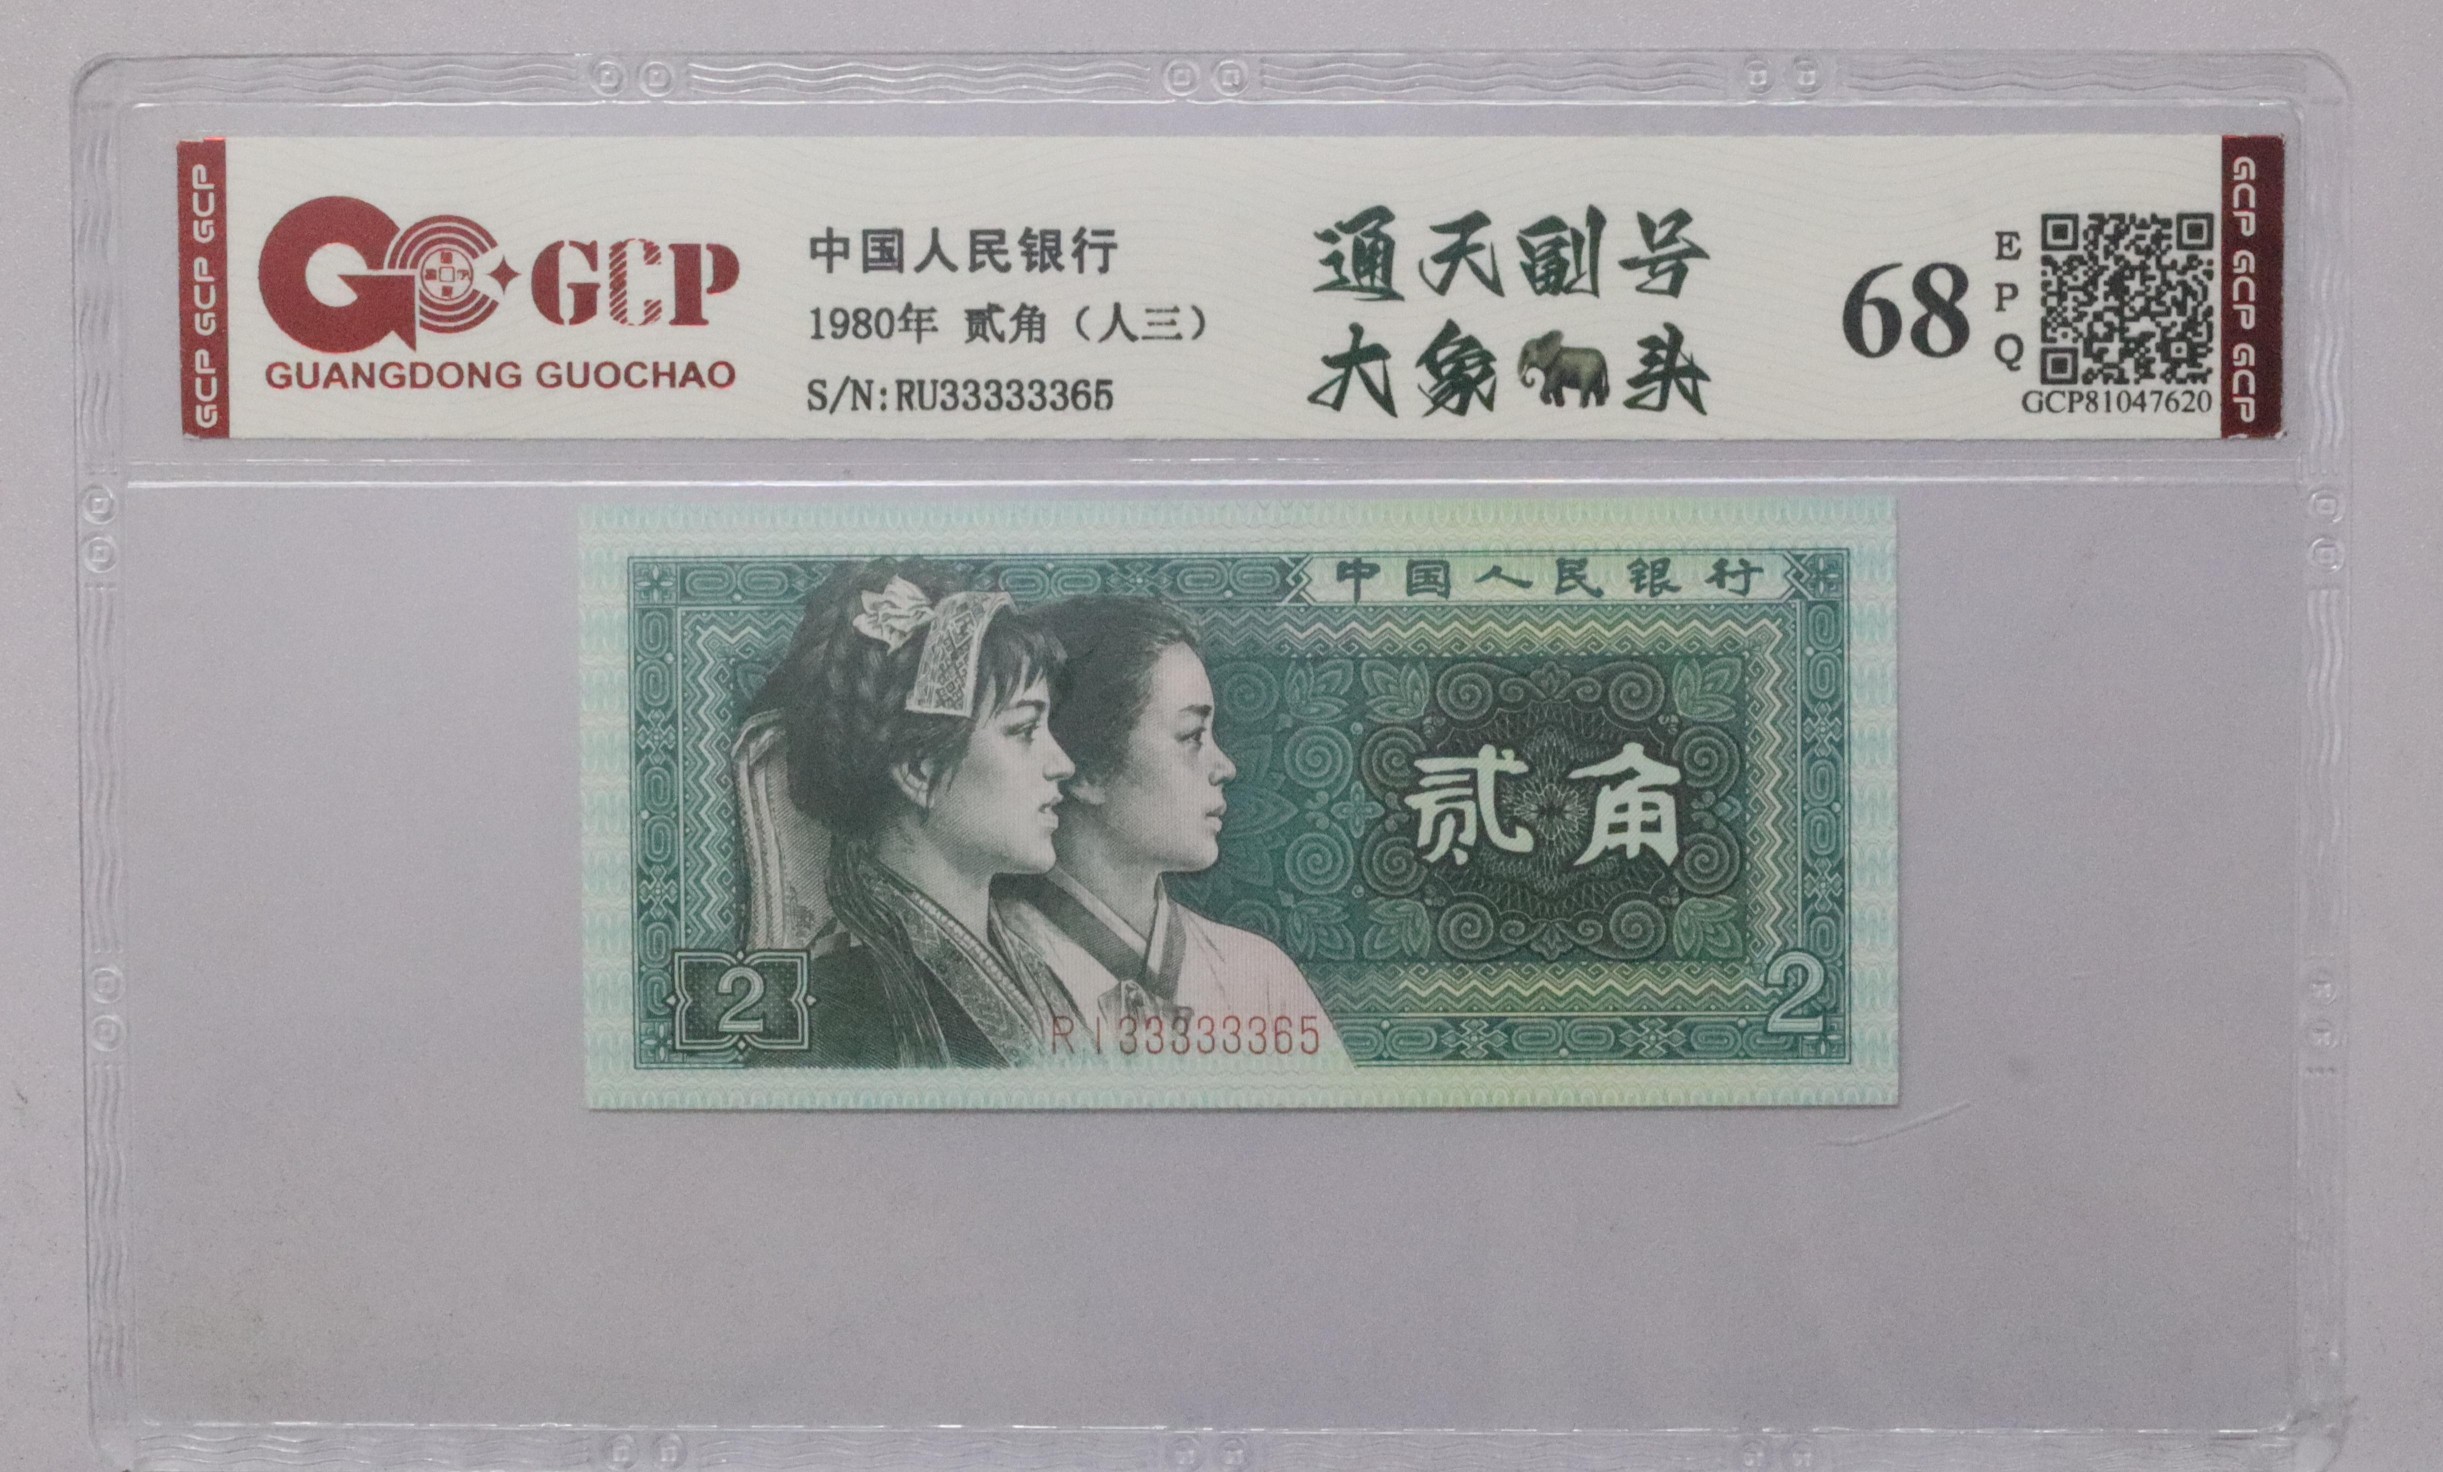 GCP GCP GCP
GCP
GUANGDONG GUOCHAO
中国人民银行
1980年 贰角（人三）
S/N:RU33333365
通天副号
大象🐘头
68
E
P
Q
GCP81047620
GCP GCP GCP
中国人民银行
贰角
2
RI33333365
2